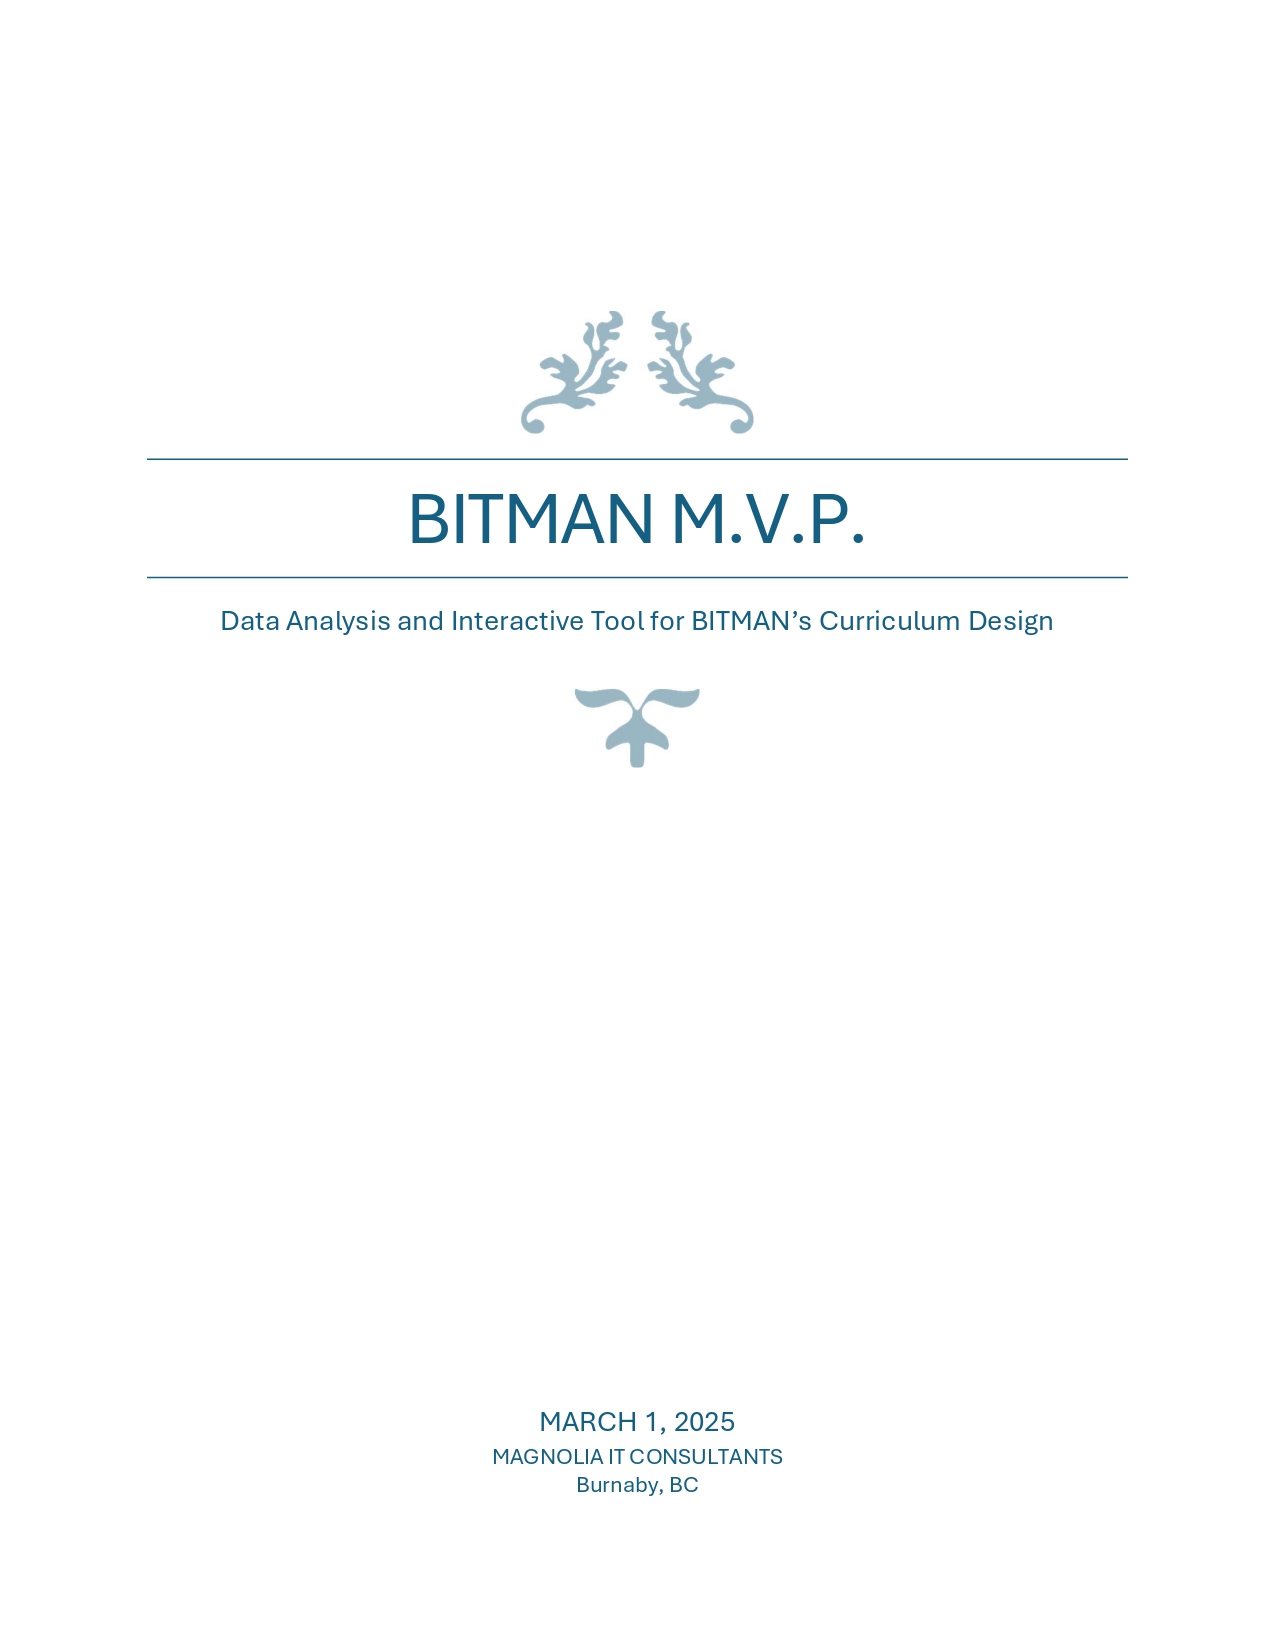 BITMAN M.V.P.
Data Analysis and Interactive Tool for BITMAN’s Curriculum Design
MARCH 1, 2025
MAGNOLIA IT CONSULTANTS
Burnaby, BC